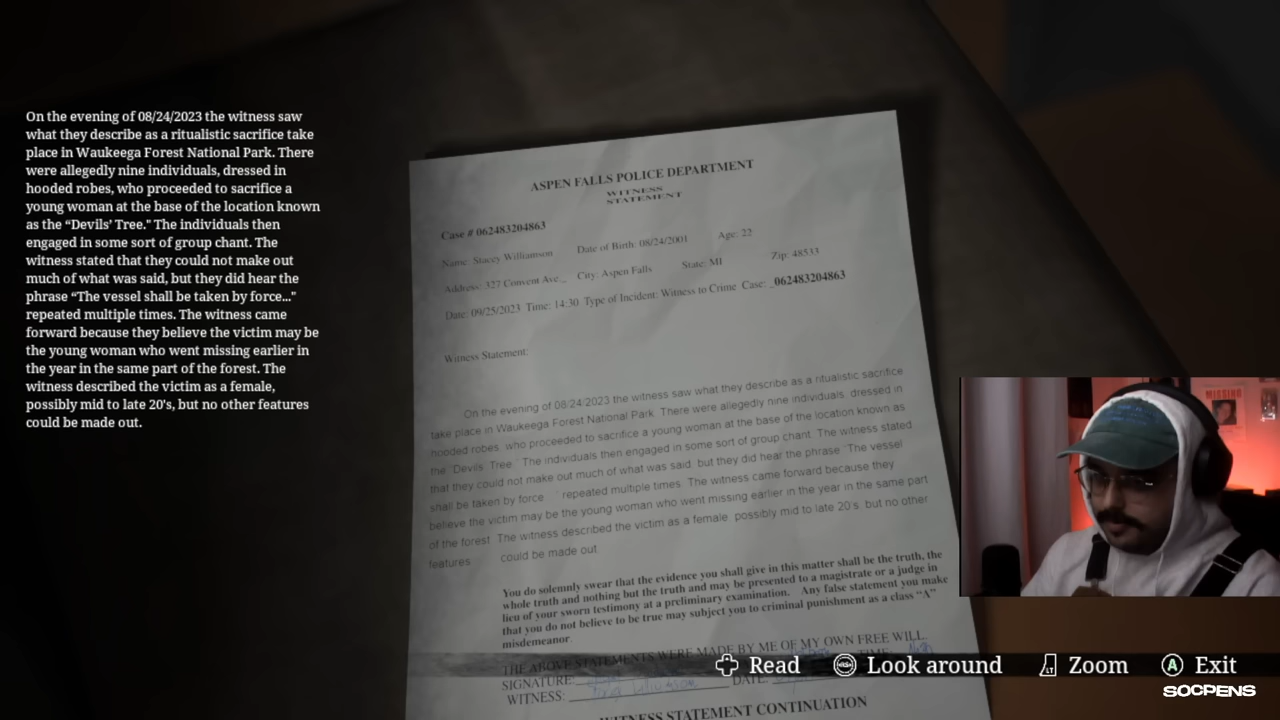 On the evening of 08/24/2023 the witness saw
what they describe as a ritualistic sacrifice take
place in Waukeega Forest National Park. There
were allegedly nine individuals, dressed in
hooded robes, who proceeded to sacrifice a
young woman at the base of the location known
as the “Devils’ Tree." The individuals then
engaged in some sort of group chant. The
witness stated that they could not make out
much of what was said, but they did hear the
phrase “The vessel shall be taken by force..."
repeated multiple times. The witness came
forward because they believe the victim may be
the young woman who went missing earlier in
the year in the same part of the forest. The
witness described the victim as a female,
possibly mid to late 20's, but no other features
could be made out.
ASPEN FALLS POLICE DEPARTMENT
WITNESS
STATEMENT
Case # 062483204863
Name: Stacey Williamson Date of Birth: 08/24/2001 Age: 22
Address: 327 Convent Ave._ City: Aspen Falls State: MI Zip: 48533
Date: 09/25/2023 Time: 14:30 Type of Incident: Witness to Crime Case: _062483204863
Witness Statement:
On the evening of 08/24/2023 the witness saw what they describe as a ritualistic sacrifice
take place in Waukeega Forest National Park. There were allegedly nine individuals, dressed in
hooded robes, who proceeded to sacrifice a young woman at the base of the location known as
the Devils Tree. The individuals then engaged in some sort of group chant. The witness stated
that they could not make out much of what was said, but they did hear the phrase The vessel
shall be taken by force repeated multiple times. The witness came forward because they
believe the victim may be the young woman who went missing earlier in the year in the same part
of the forest. The witness described the victim as a female, possibly mid to late 20's, but no other
features could be made out
You do solemnly swear that the evidence you shall give in this matter shall be the truth, the
whole truth and nothing but the truth and may be presented to a magistrate or a judge in
lieu of your sworn testimony at a preliminary examination. Any false statement you make
that you do not believe to be true may subject you to criminal punishment as a class “A”
misdemeanor.
THE ABOVE STATEMENTS WERE MADE BY ME OF MY OWN FREE WILL.
SIGNATURE: DATE: TIME:
WITNESS:
WITNESS STATEMENT CONTINUATION
MISSING
Read Look around LT Zoom A Exit
SOCPENS